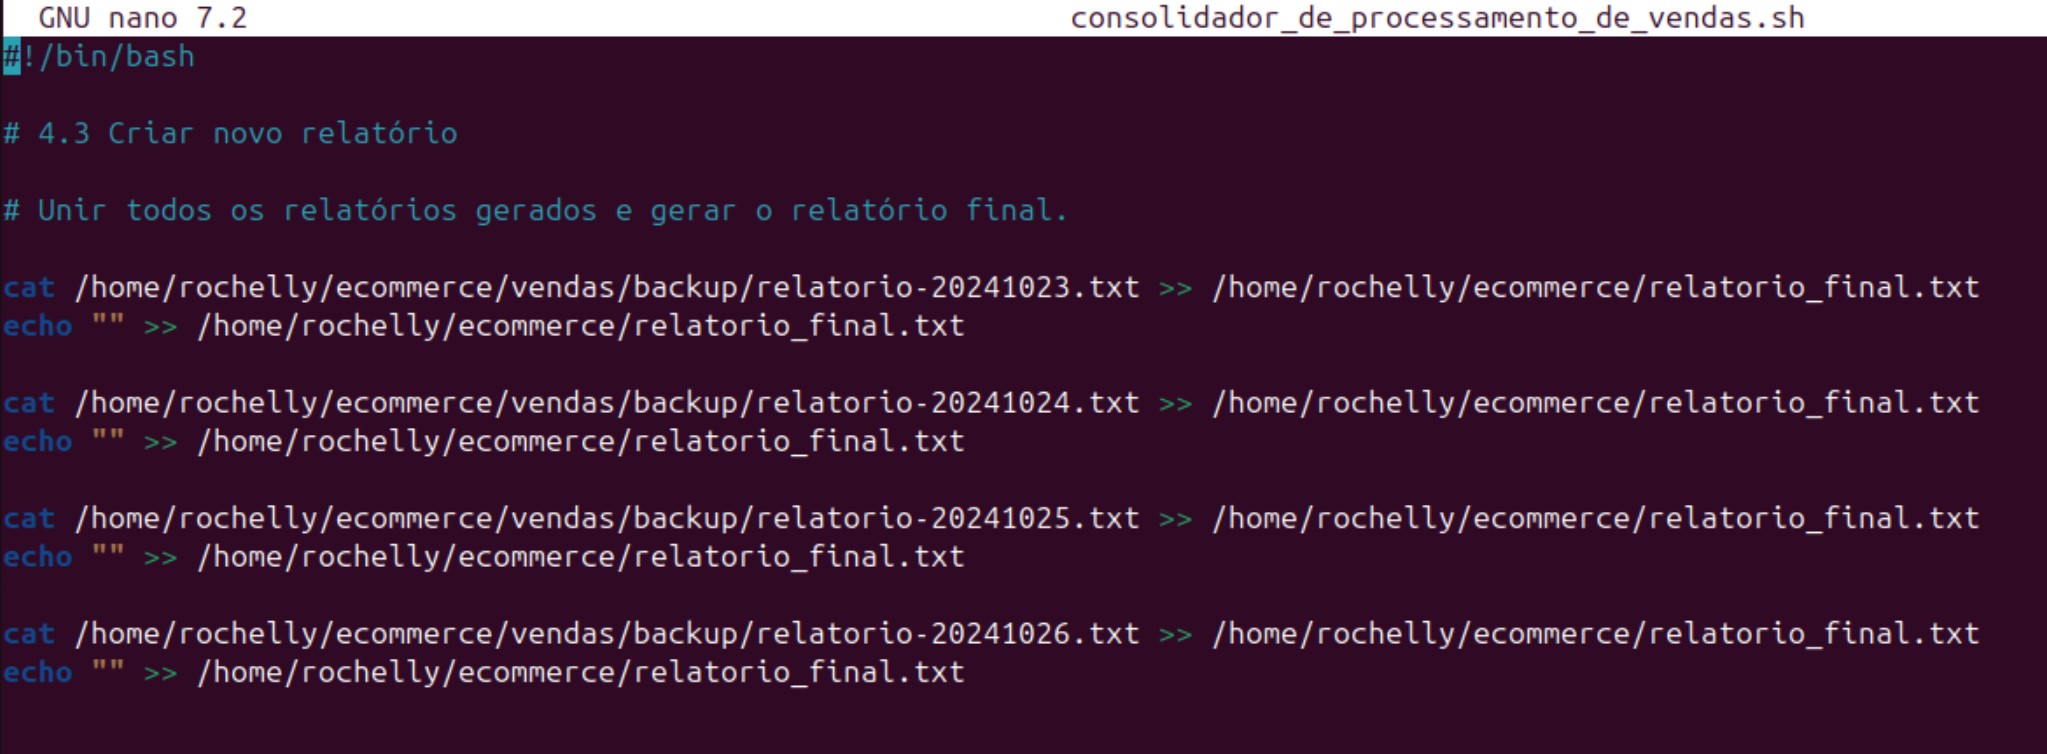 GNU nano 7.2 consolidador_de_processamento_de_vendas.sh
#!/bin/bash
# 4.3 Criar novo relatório
# Unir todos os relatórios gerados e gerar o relatório final.
cat /home/rochelly/ecommerce/vendas/backup/relatorio-20241023.txt >> /home/rochelly/ecommerce/relatorio_final.txt
echo "" >> /home/rochelly/ecommerce/relatorio_final.txt
cat /home/rochelly/ecommerce/vendas/backup/relatorio-20241024.txt >> /home/rochelly/ecommerce/relatorio_final.txt
echo "" >> /home/rochelly/ecommerce/relatorio_final.txt
cat /home/rochelly/ecommerce/vendas/backup/relatorio-20241025.txt >> /home/rochelly/ecommerce/relatorio_final.txt
echo "" >> /home/rochelly/ecommerce/relatorio_final.txt
cat /home/rochelly/ecommerce/vendas/backup/relatorio-20241026.txt >> /home/rochelly/ecommerce/relatorio_final.txt
echo "" >> /home/rochelly/ecommerce/relatorio_final.txt